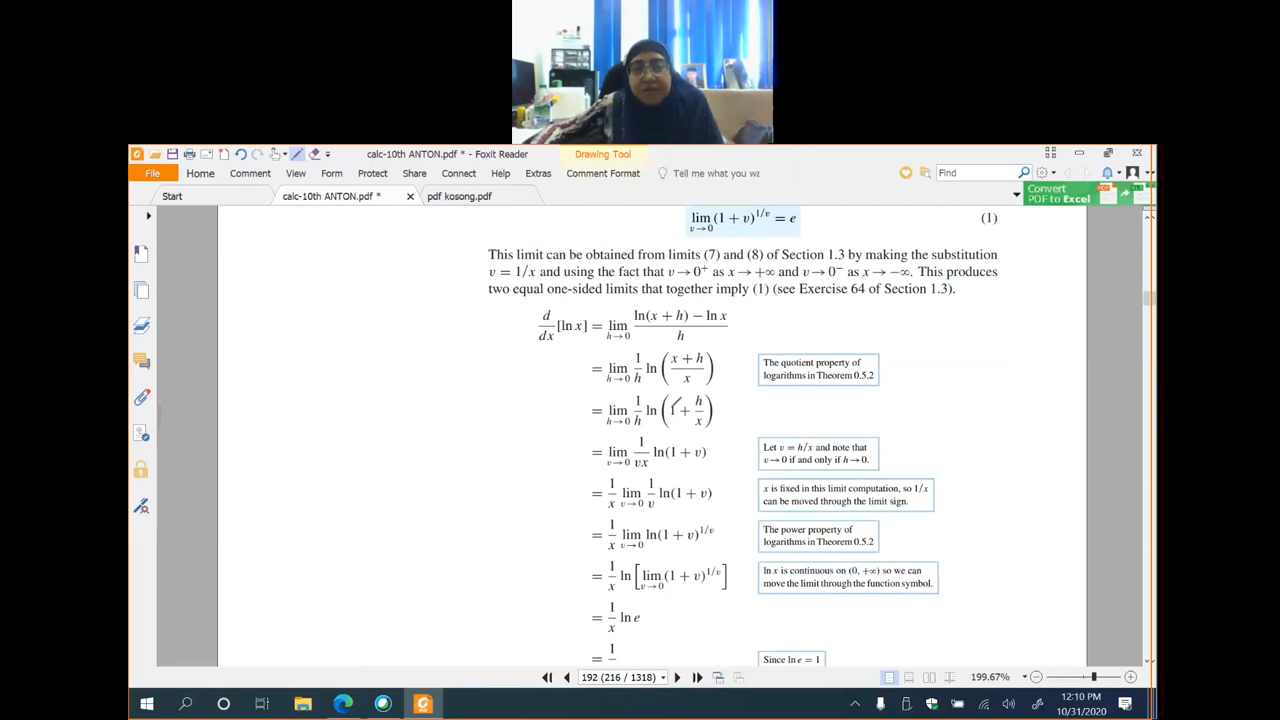 calc-10th ANTON.pdf * - Foxit Reader
Drawing Tool
File Home Comment View Form Protect Share Connect Help Extras Comment Format Tell me what you wa Find
Start calc-10th ANTON.pdf * pdf kosong.pdf
Convert
PDF to Excel
lim (1 + v)^{1/v} = e (1)
v→0
This limit can be obtained from limits (7) and (8) of Section 1.3 by making the substitution
v = 1/x and using the fact that v→0⁺ as x→+∞ and v→0⁻ as x→−∞. This produces
two equal one-sided limits that together imply (1) (see Exercise 64 of Section 1.3).
d/dx [ln x] = lim h→0 (ln(x + h) − ln x)/h
= lim h→0 1/h ln((x + h)/x)
The quotient property of
logarithms in Theorem 0.5.2
= lim h→0 1/h ln(1 + h/x)
= lim v→0 1/vx ln(1 + v)
Let v = h/x and note that
v→0 if and only if h→0.
= 1/x lim v→0 1/v ln(1 + v)
x is fixed in this limit computation, so 1/x
can be moved through the limit sign.
= 1/x lim v→0 ln(1 + v)^{1/v}
The power property of
logarithms in Theorem 0.5.2
= 1/x ln[lim v→0 (1 + v)^{1/v}]
ln x is continuous on (0, +∞) so we can
move the limit through the function symbol.
= 1/x ln e
= 1
Since ln e = 1
192 (216 / 1318) 199.67%
12:10 PM
10/31/2020